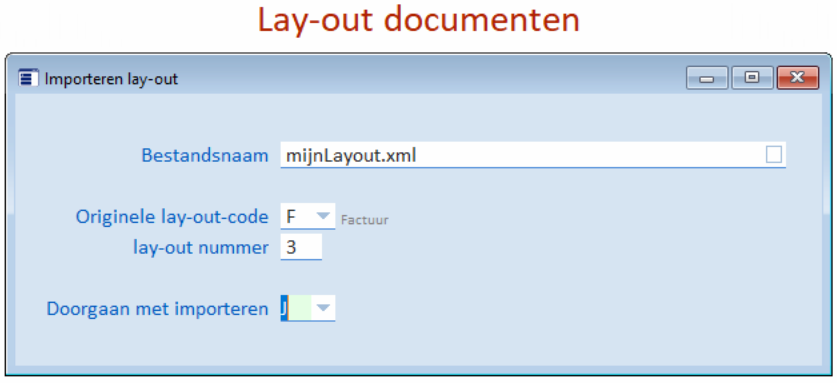 Lay-out documenten
Importeren lay-out
Bestandsnaam mijnLayout.xml
Originele lay-out-code F Factuur
lay-out nummer 3
Doorgaan met importeren J